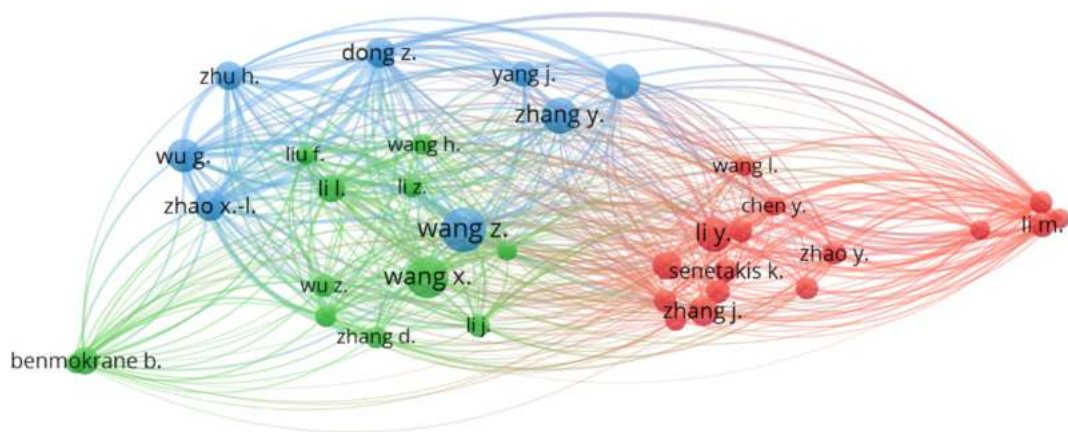 dong z.
zhu h.
yang j.
zhang y.
wang h.
liu f.
wu g.
li l.
li z.
wang l.
zhao x.-l.
chen y.
wang z.
li y.
li m.
zhao y.
wang x.
senetakis k.
wu z.
zhang j.
li j.
zhang d.
benmokrane b.